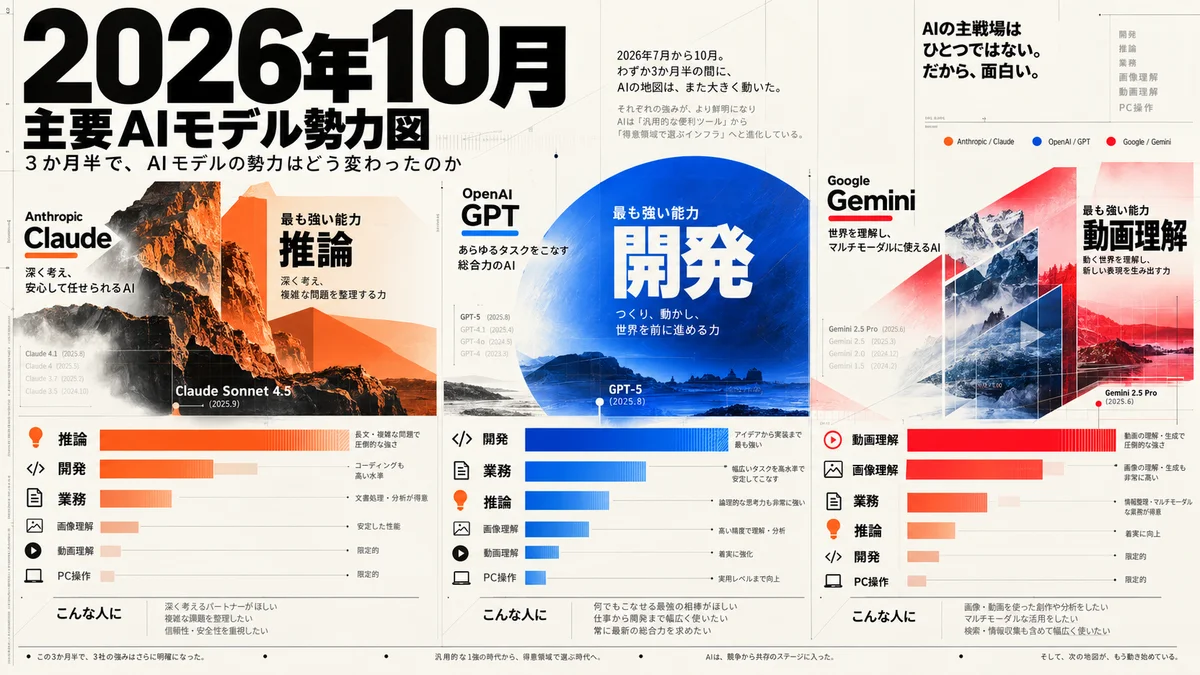 2026年10月
主要AIモデル勢力図
3か月半で、AIモデルの勢力はどう変わったのか
2026年7月から10月。
わずか3か月半の間に、
AIの地図は、また大きく動いた。
それぞれの強みが、より鮮明になり
AIは「汎用的な便利ツール」から
「得意領域で選ぶインフラ」へと進化している。
AIの主戦場は
ひとつではない。
だから、面白い。
開発
推論
業務
画像理解
動画理解
PC操作
Anthropic / Claude
OpenAI / GPT
Google / Gemini
Anthropic
Claude
深く考え、
安心して任せられるAI
最も強い能力
推論
深く考え、
複雑な問題を整理する力
Claude 4.1 (2025.8)
Claude 4 (2025.5)
Claude 3.7 (2025.2)
Claude 3.5 (2024.10)
Claude Sonnet 4.5
(2025.9)
推論
長文・複雑な問題で
圧倒的な強さ
開発
コーディングも
高い水準
業務
文書処理・分析が得意
画像理解
安定した性能
動画理解
限定的
PC操作
限定的
こんな人に
深く考えるパートナーがほしい
複雑な課題を整理したい
信頼性・安全性を重視したい
OpenAI
GPT
あらゆるタスクをこなす
総合力のAI
最も強い能力
開発
つくり、動かし、
世界を前に進める力
GPT-5 (2025.8)
GPT-4.1 (2025.4)
GPT-4o (2024.5)
GPT-4 (2023.3)
GPT-5
(2025.8)
開発
アイデアから実装まで
最も強い
業務
幅広いタスクを高水準で
安定してこなす
推論
論理的な思考力も非常に強い
画像理解
高い精度で理解・分析
動画理解
着実に強化
PC操作
実用レベルまで向上
こんな人に
何でもこなせる最強の相棒がほしい
仕事から開発まで幅広く使いたい
常に最新の総合力を求めたい
Google
Gemini
世界を理解し、
マルチモーダルに使えるAI
最も強い能力
動画理解
動く世界を理解し、
新しい表現を生み出す力
Gemini 2.5 Pro (2025.6)
Gemini 2.5 (2025.3)
Gemini 2.0 (2024.12)
Gemini 1.5 (2024.2)
Gemini 2.5 Pro
(2025.6)
動画理解
動画の理解・生成で
圧倒的な強さ
画像理解
画像の理解・生成も
非常に高い
業務
情報整理・マルチモーダル
な業務が得意
推論
着実に向上
開発
限定的
PC操作
限定的
こんな人に
画像・動画を使った創作や分析をしたい
マルチモーダルな活用をしたい
検索・情報収集も含めて幅広く使いたい
この3か月半で、3社の強みはさらに明確になった。
汎用的な1強の時代から、得意領域で選ぶ時代へ。
AIは、競争から共存のステージに入った。
そして、次の地図が、もう動き始めている。